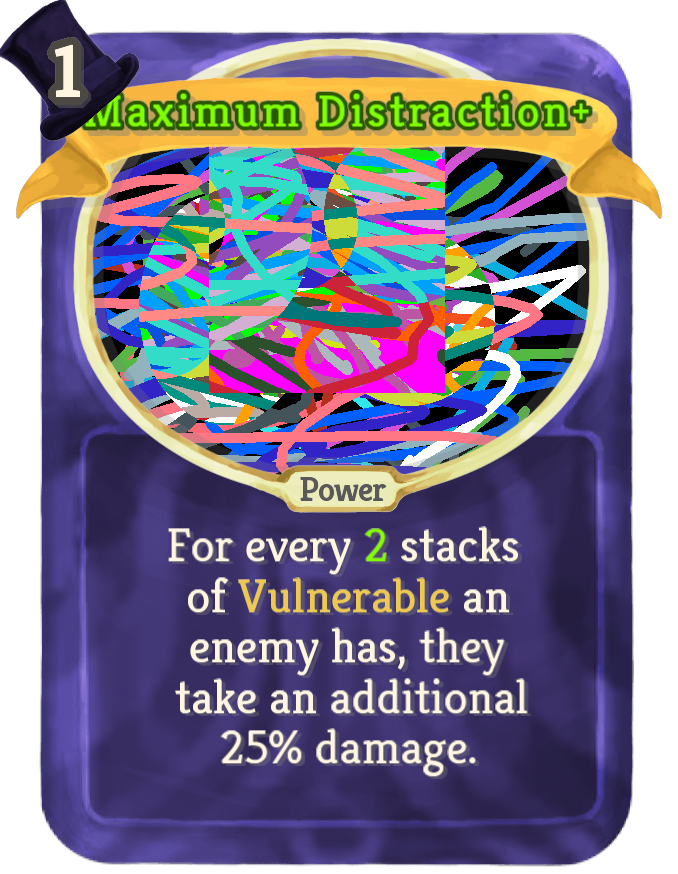 1
Maximum Distraction+
Power
For every 2 stacks
of Vulnerable an
enemy has, they
take an additional
25% damage.